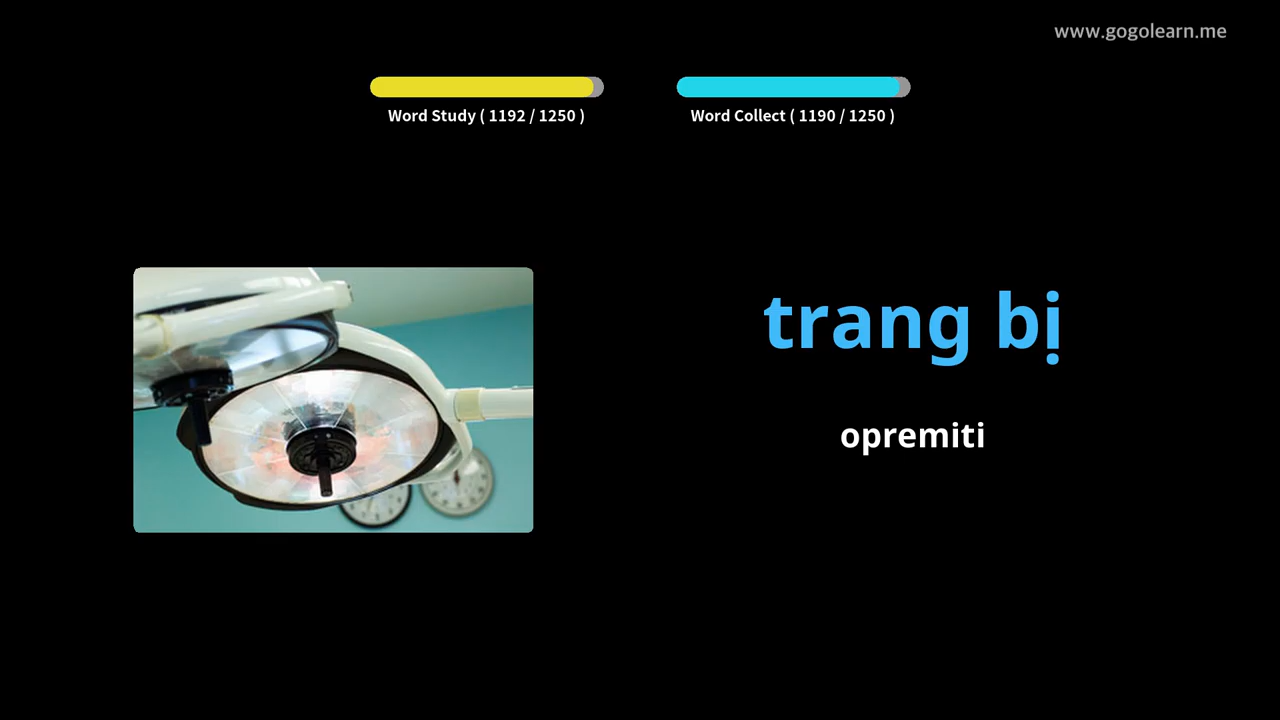 www.gogolearn.me
Word Study ( 1192 / 1250 )
Word Collect ( 1190 / 1250 )
trang bị
opremiti